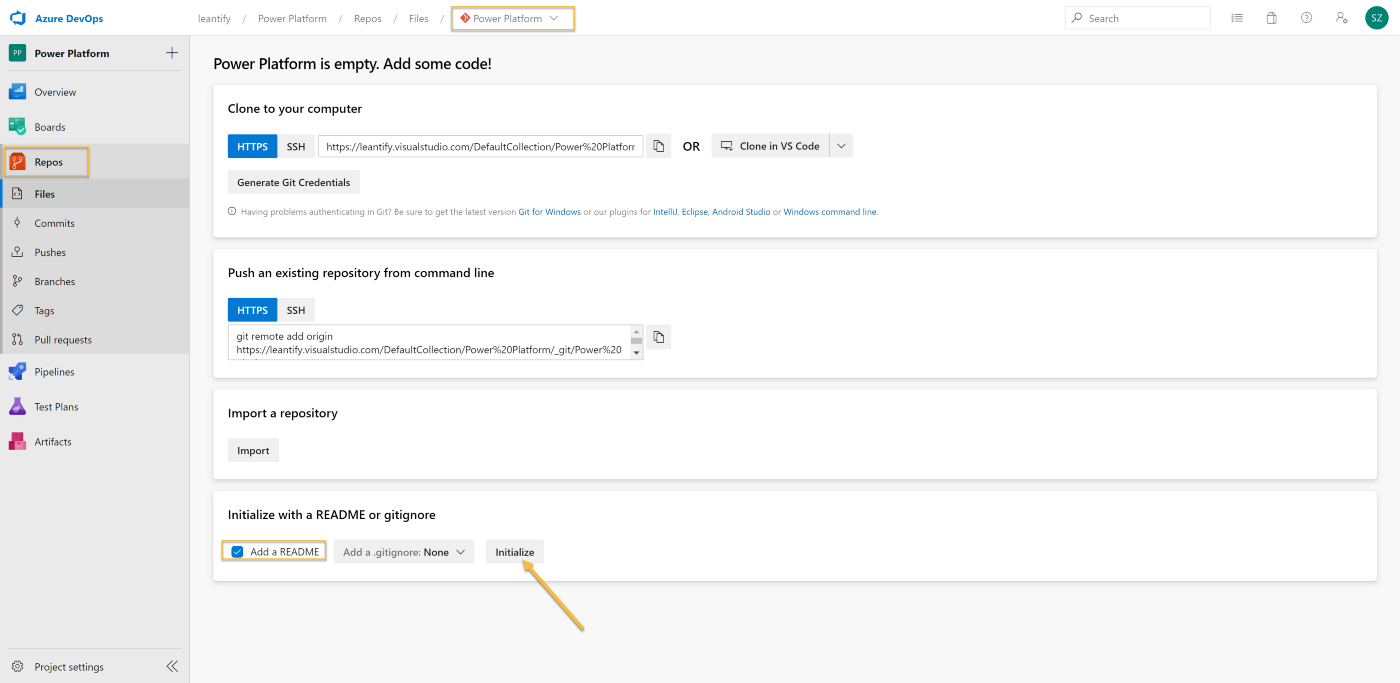 Azure DevOps
leantify / Power Platform / Repos / Files / Power Platform
Search
SZ
PP Power Platform
Overview
Boards
Repos
Files
Commits
Pushes
Branches
Tags
Pull requests
Pipelines
Test Plans
Artifacts
Project settings
Power Platform is empty. Add some code!
Clone to your computer
HTTPS SSH https://leantify.visualstudio.com/DefaultCollection/Power%20Platforr OR Clone in VS Code
Generate Git Credentials
Having problems authenticating in Git? Be sure to get the latest version Git for Windows or our plugins for IntelliJ, Eclipse, Android Studio or Windows command line.
Push an existing repository from command line
HTTPS SSH
git remote add origin
https://leantify.visualstudio.com/DefaultCollection/Power%20Platform/_git/Power%20
Import a repository
Import
Initialize with a README or gitignore
Add a README Add a .gitignore: None Initialize